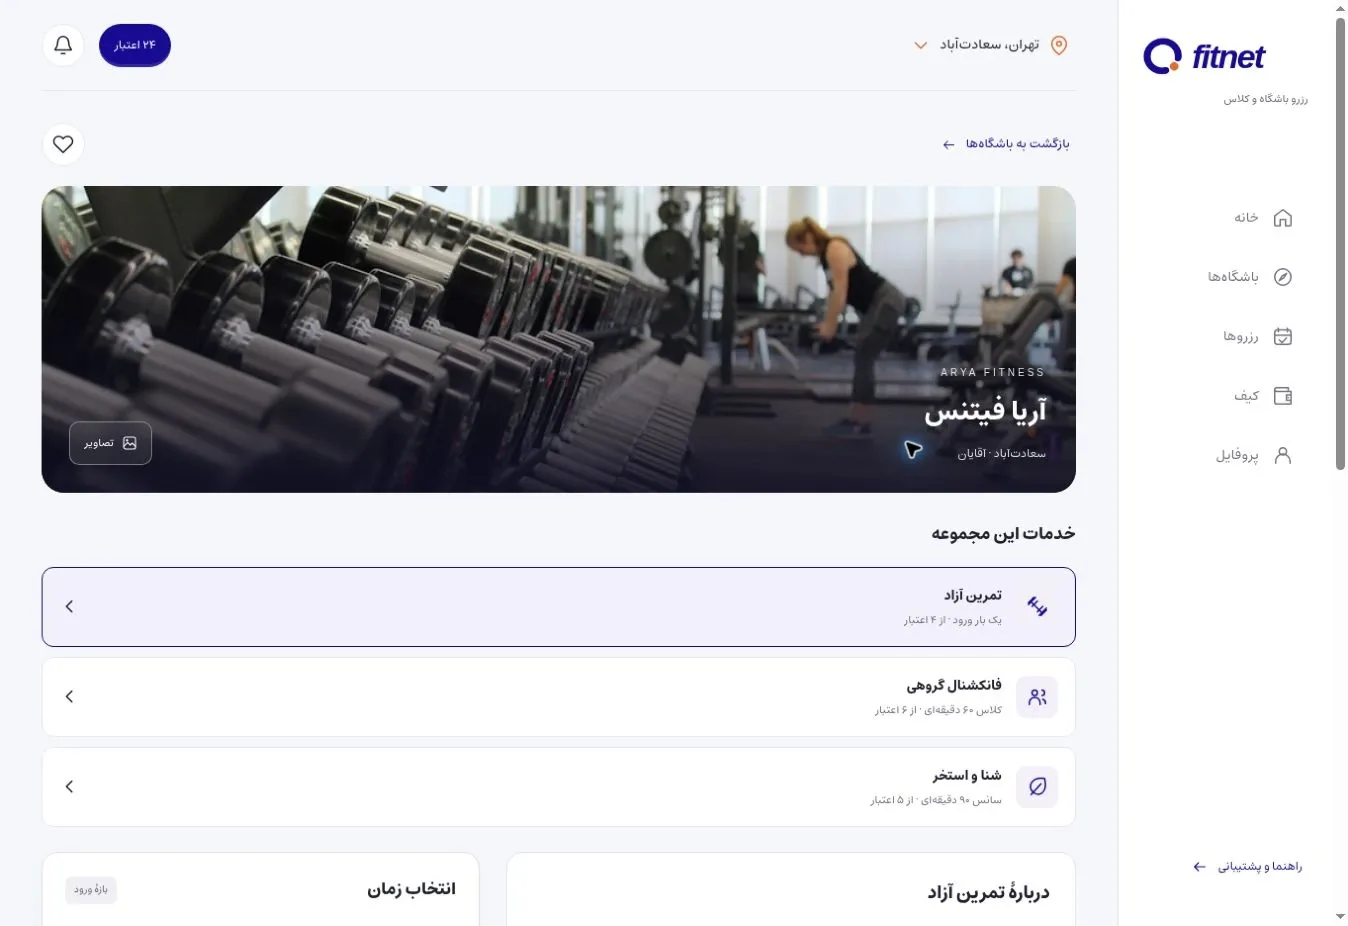 fitnet
رزرو باشگاه و کلاس
خانه
باشگاه‌ها
رزروها
کیف
پروفایل
راهنما و پشتیبانی
تهران، سعادت‌آباد
۲۴ اعتبار
بازگشت به باشگاه‌ها
ARYA FITNESS
آریا فیتنس
سعادت‌آباد · آقایان
تصاویر
خدمات این مجموعه
تمرین آزاد
یک بار ورود · از ۴ اعتبار
فانکشنال گروهی
کلاس ۶۰ دقیقه‌ای · از ۶ اعتبار
شنا و استخر
سانس ۹۰ دقیقه‌ای · از ۵ اعتبار
دربارهٔ تمرین آزاد
انتخاب زمان
بازهٔ ورود